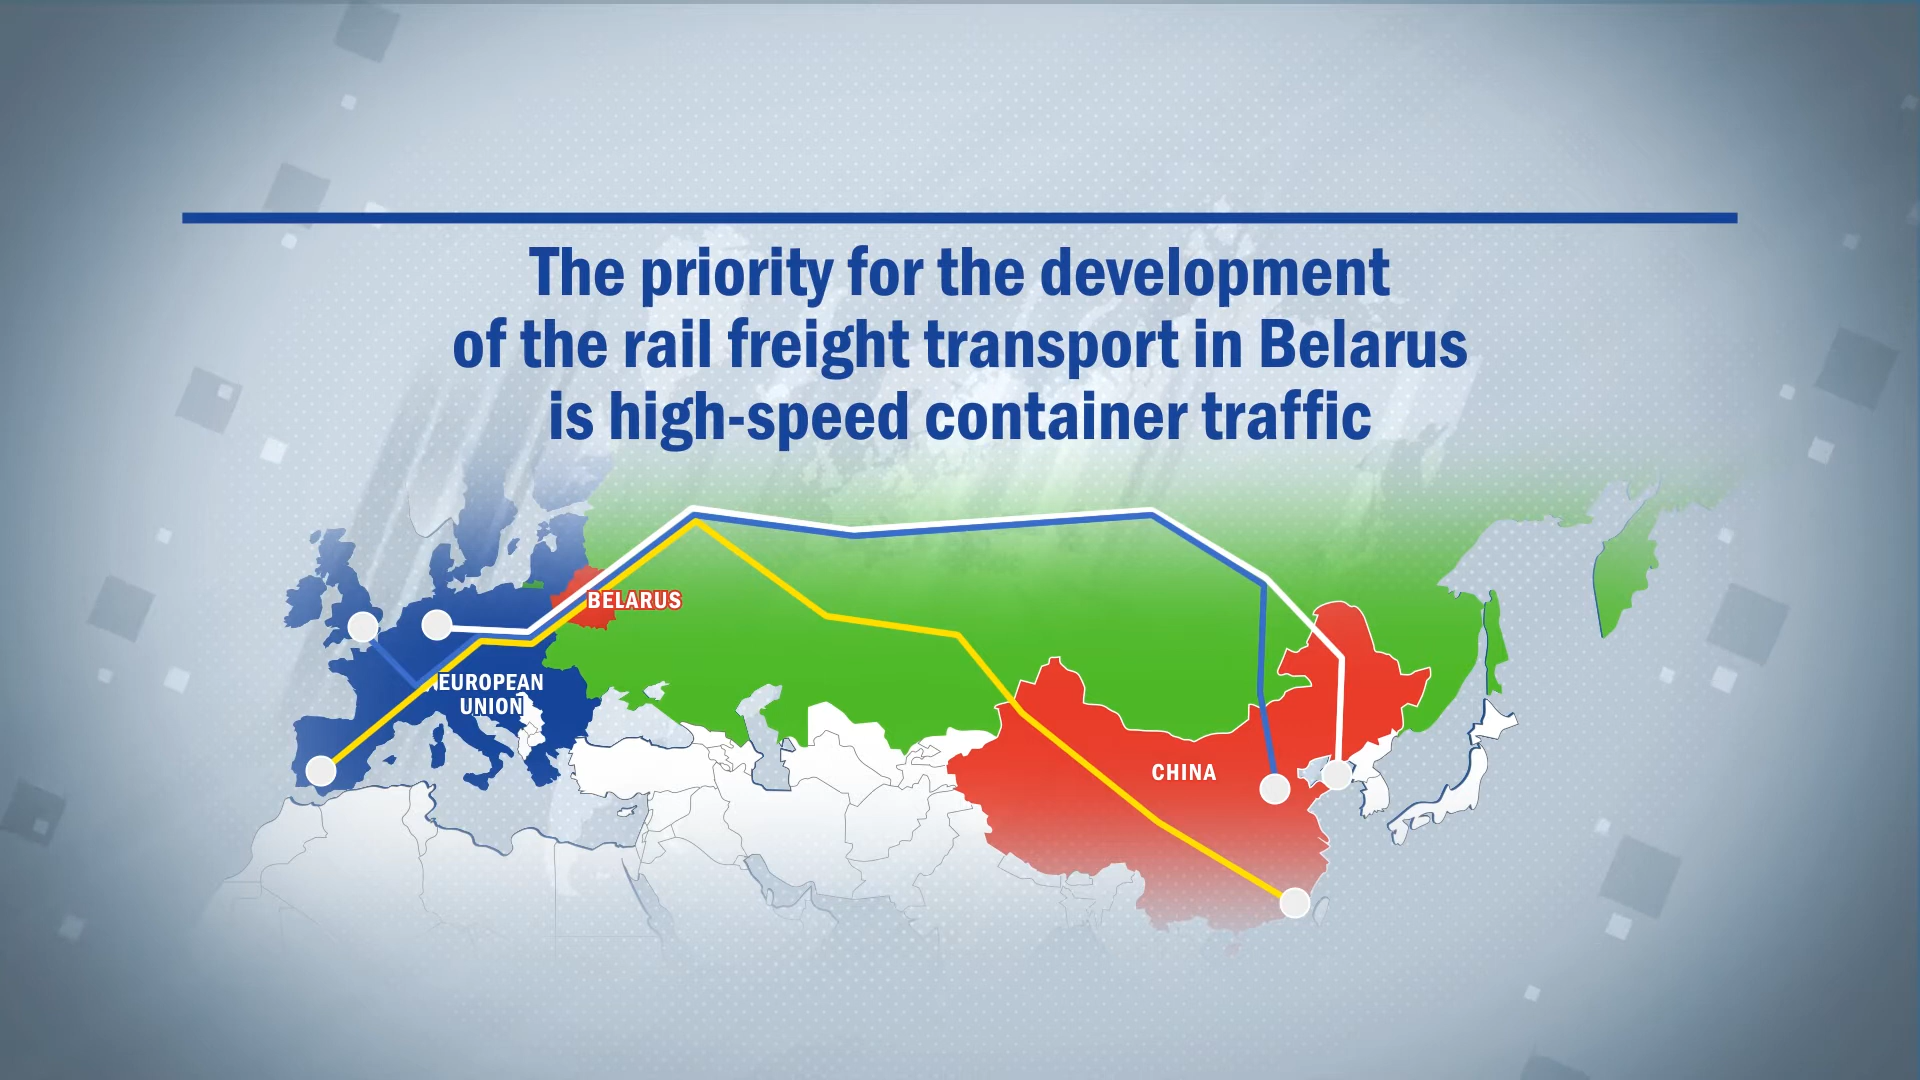 The priority for the development
of the rail freight transport in Belarus
is high-speed container traffic
BELARUS
EUROPEAN
UNION
CHINA